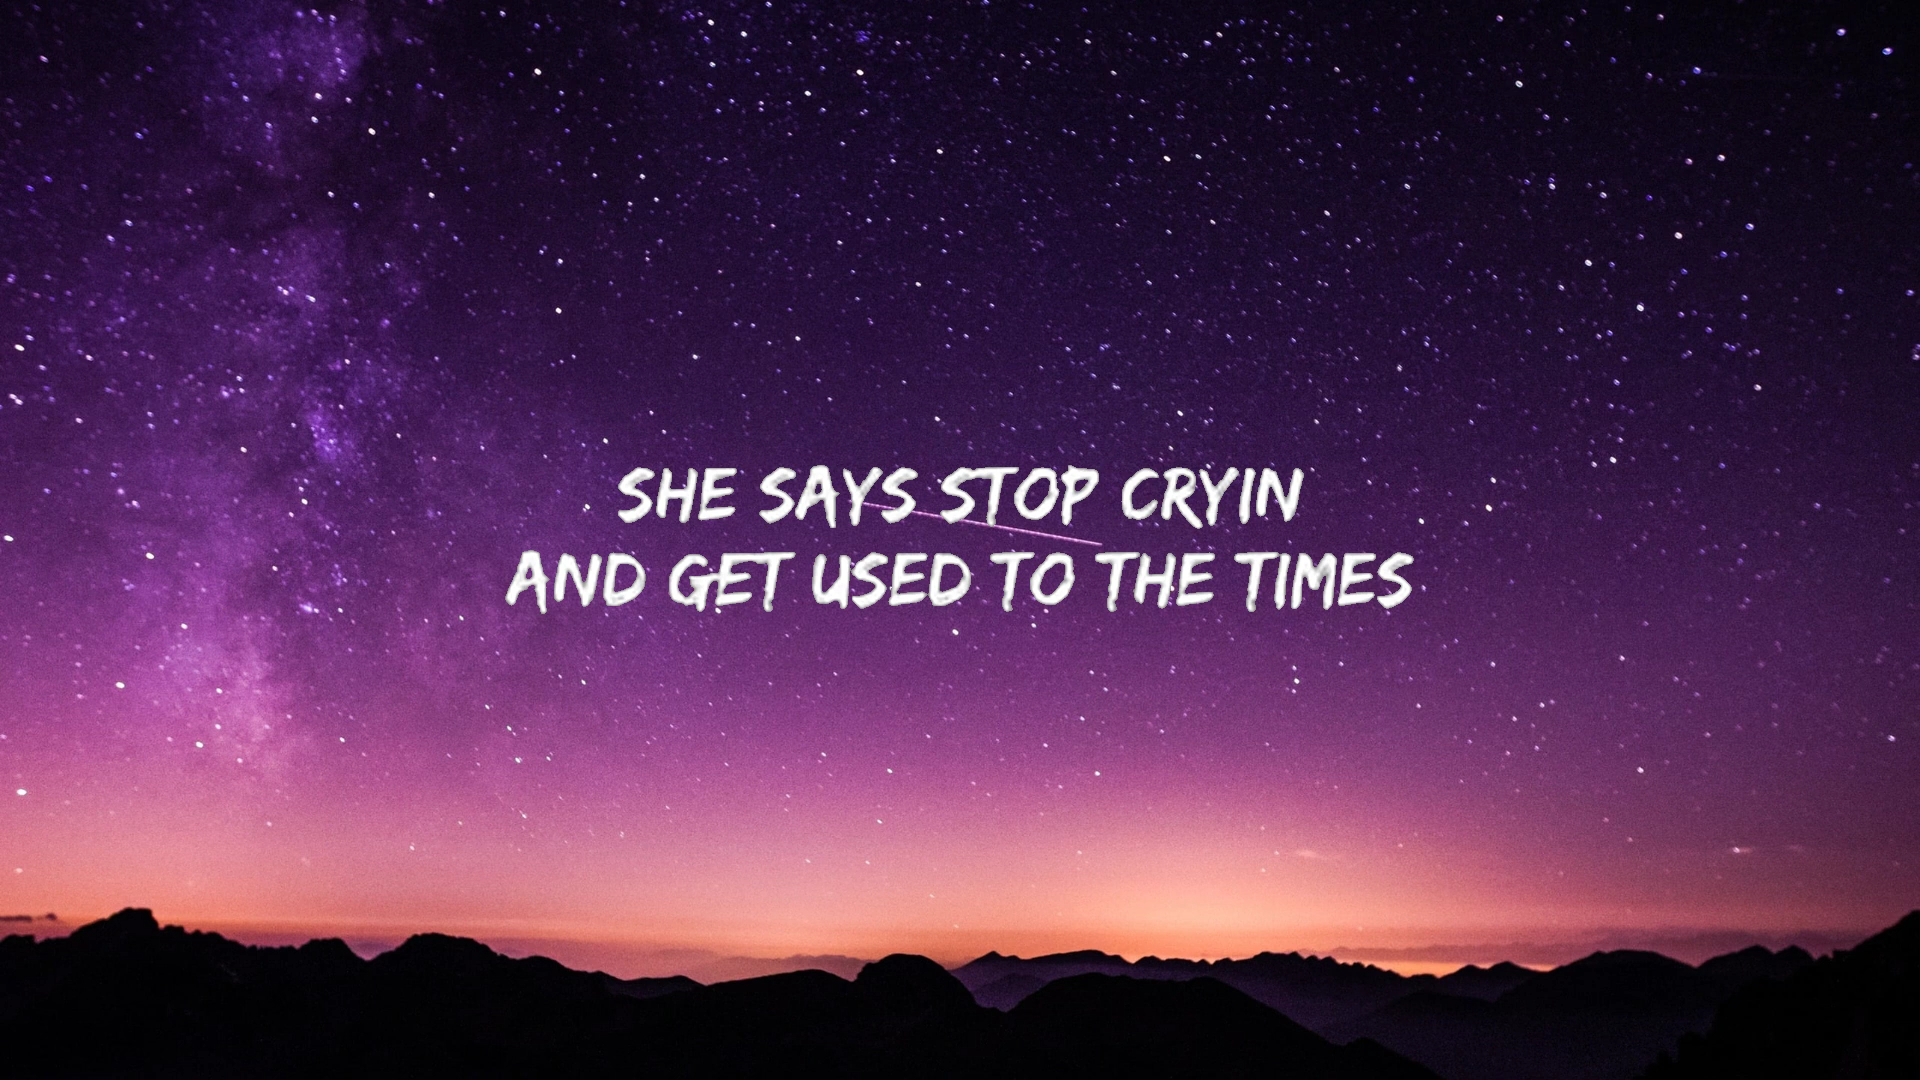 SHE SAYS STOP CRYIN
AND GET USED TO THE TIMES